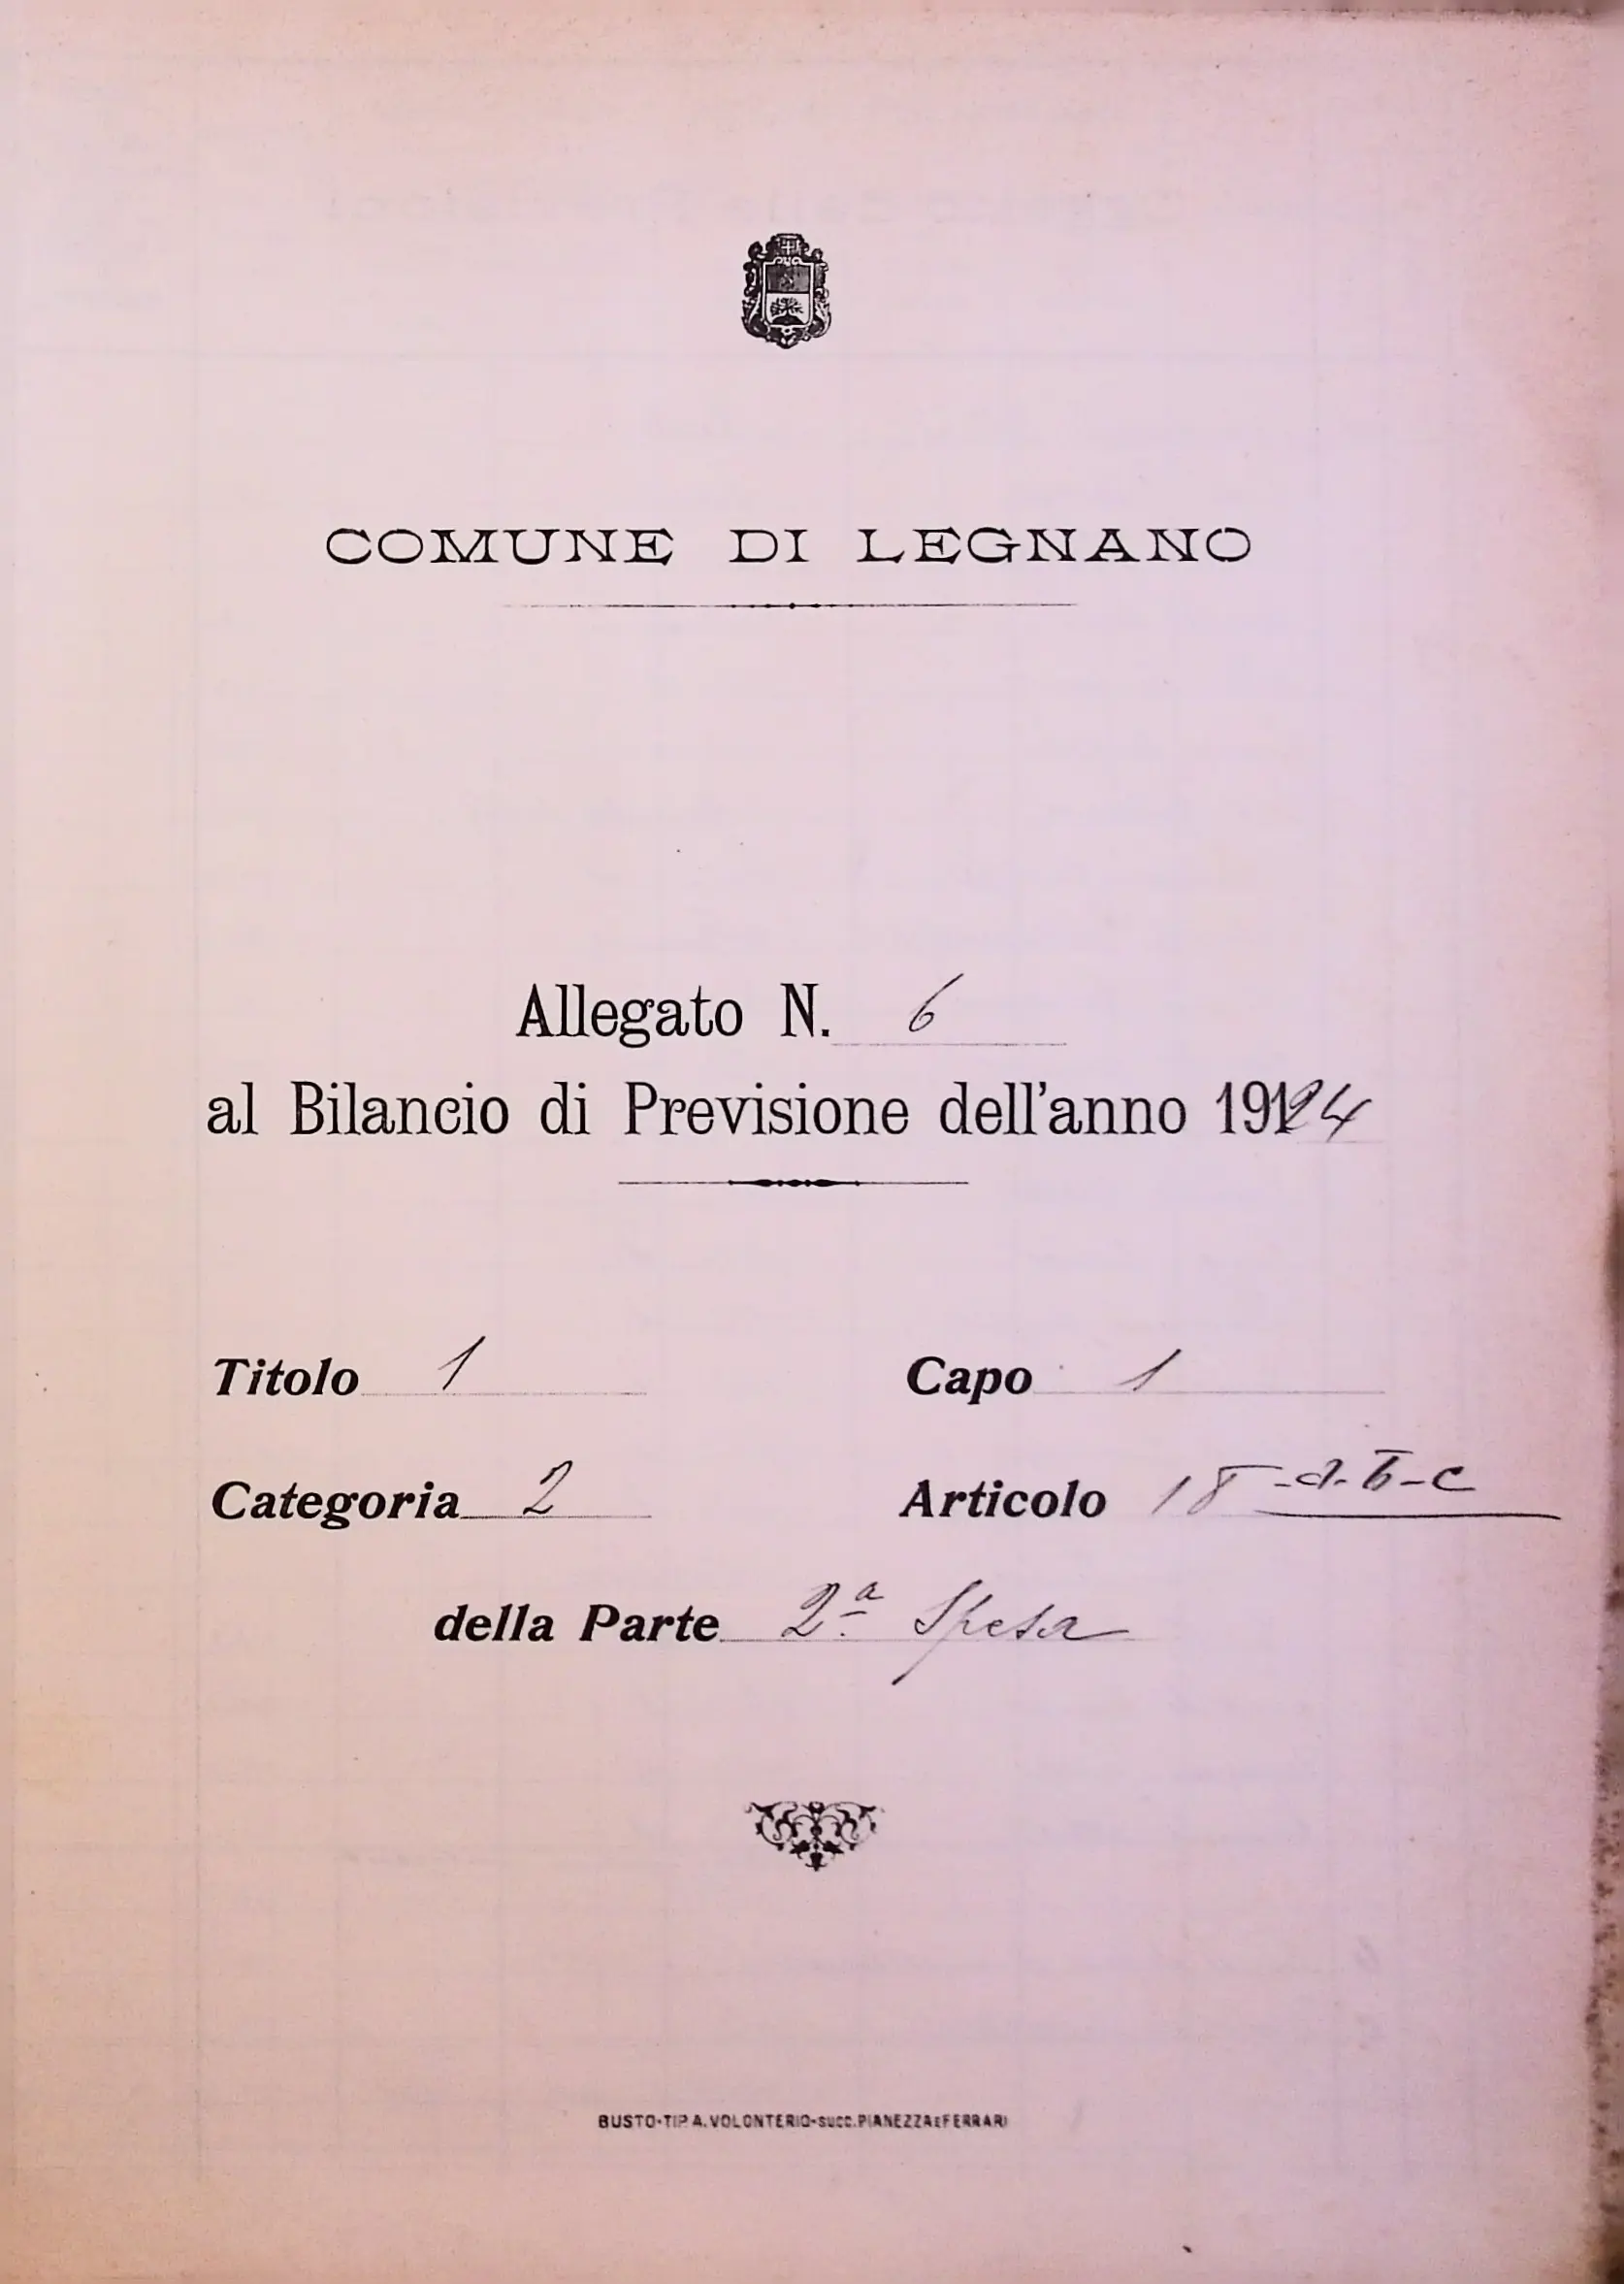 COMUNE DI LEGNANO
Allegato N. 6
al Bilancio di Previsione dell'anno 1924
Titolo 1 Capo 1
Categoria 2 Articolo 18-a-b-c
della Parte 2ª Spesa
BUSTO-TIP A. VOLONTERIO-succ. PIANEZZA E FERRARI